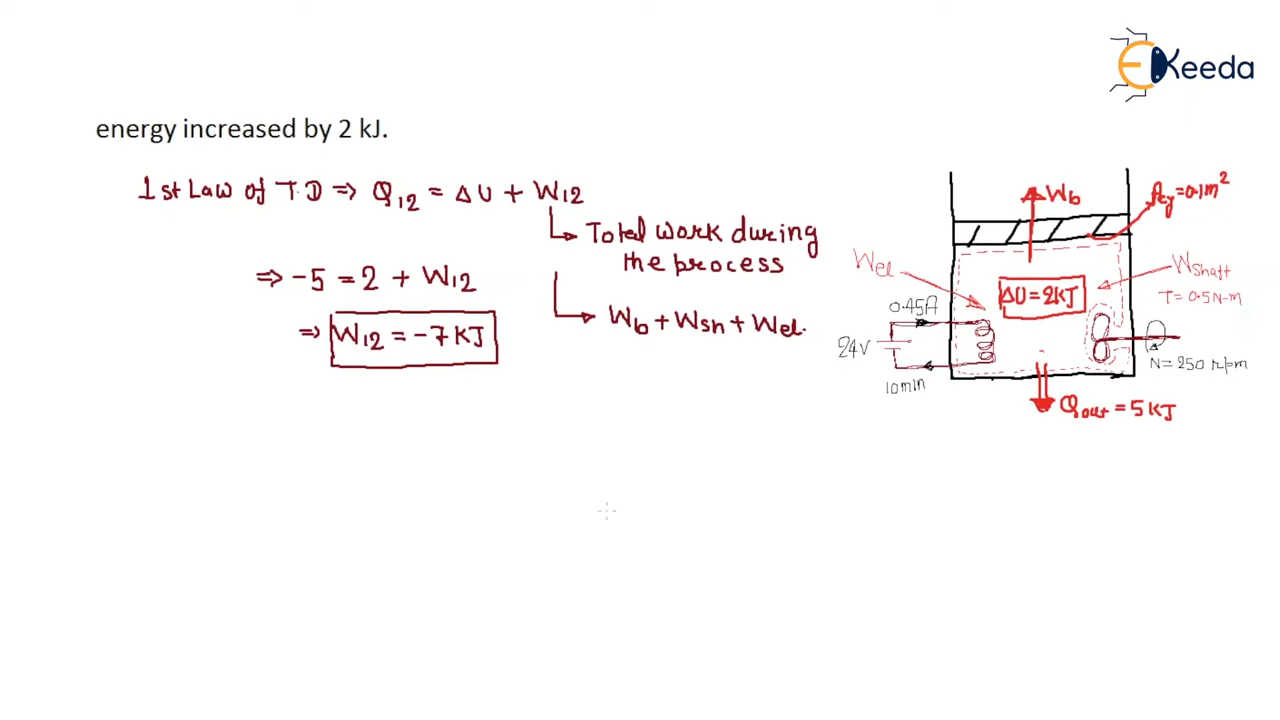 EKeeda
energy increased by 2 kJ.
1st Law of T.D ⇒ Q12 = ΔU + W12
Total work during
the process
⇒ -5 = 2 + W12
Wb + Wsh + Wel.
⇒ W12 = -7 KJ
Wb
Acy = 0.1m²
Wel
ΔU = 2KJ
Wshaft
T = 0.5 N-m
0.45A
24V
10min
N = 250 r/pm
Qout = 5 KJ